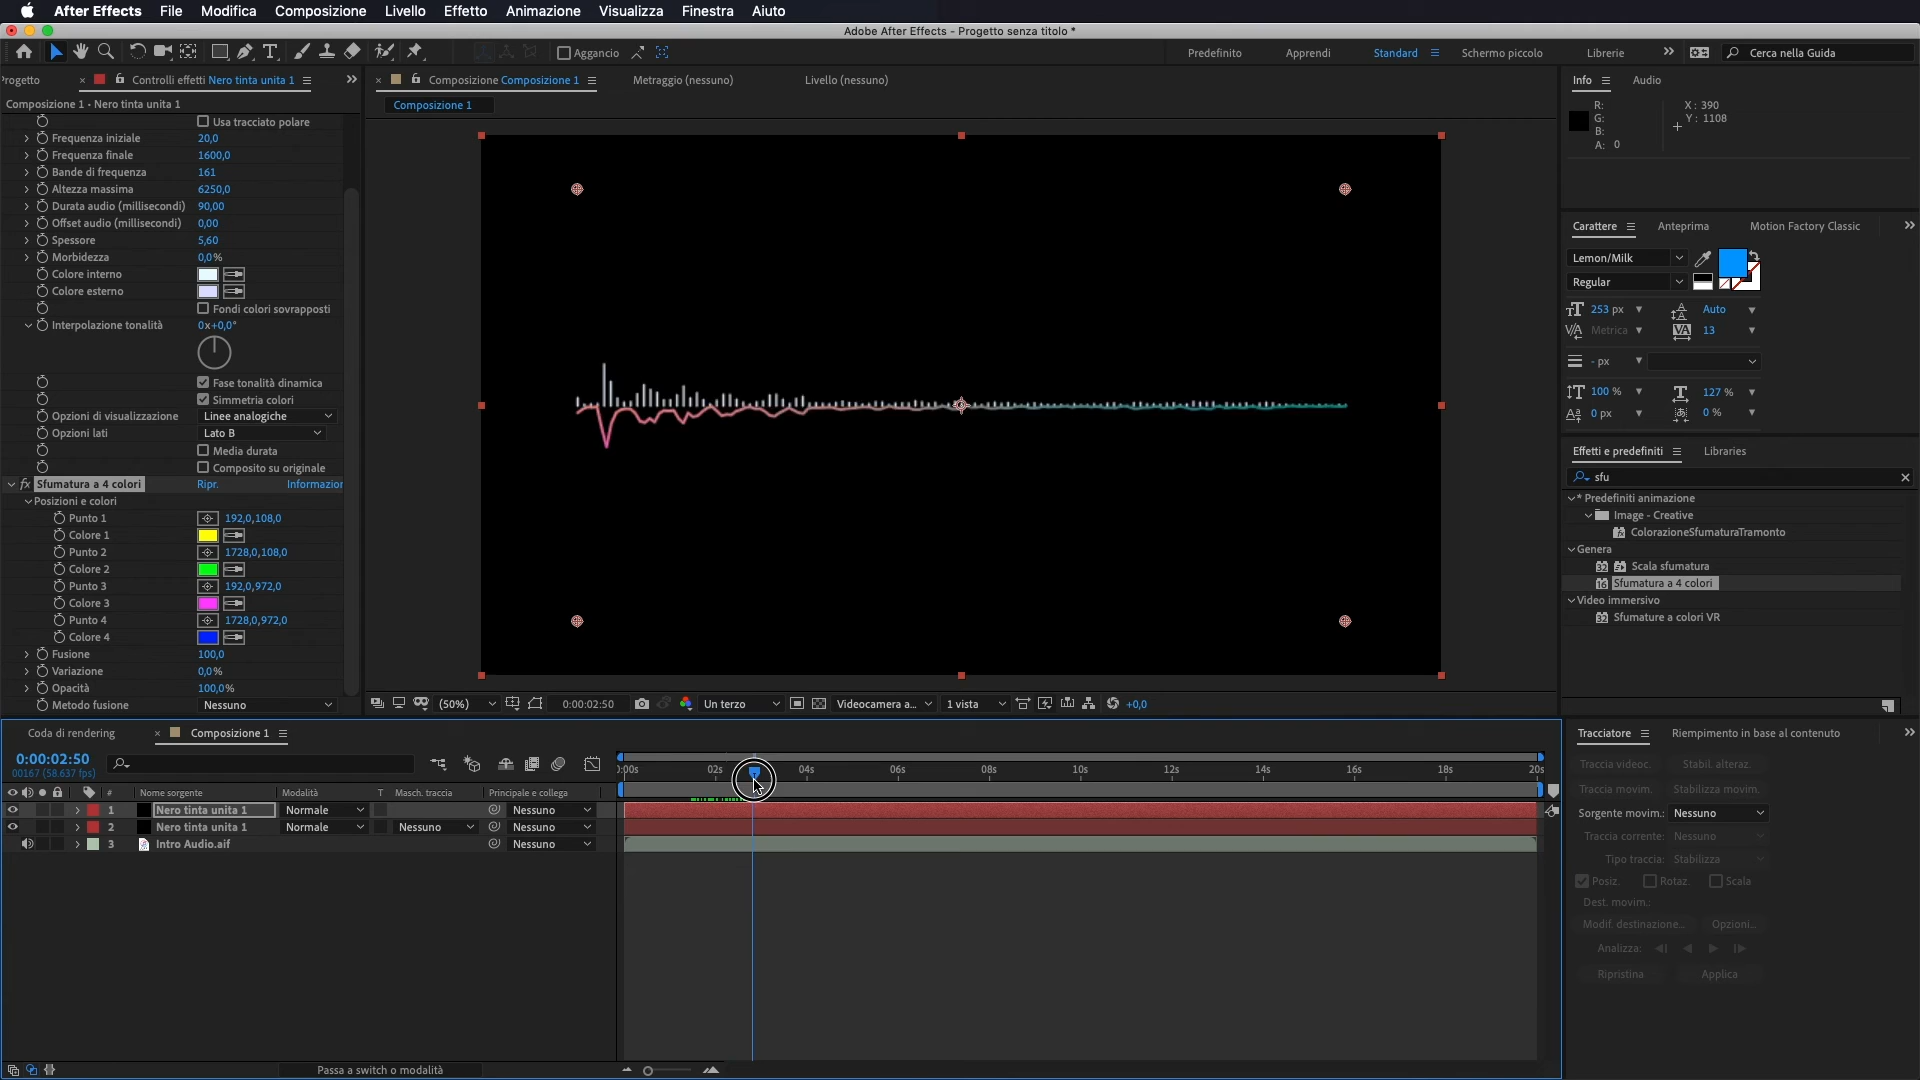 After Effects File Modifica Composizione Livello Effetto Animazione Visualizza Finestra Aiuto
Adobe After Effects - Progetto senza titolo *
Aggancio Predefinito Apprendi Standard Schermo piccolo Librerie Cerca nella Guida
rogetto Controlli effetti Nero tinta unita 1 Composizione Composizione 1 Metraggio (nessuno) Livello (nessuno) Info Audio
Composizione 1 • Nero tinta unita 1
Composizione 1
R: X: 390
G: Y: 1108
B:
A: 0
Usa tracciato polare
Frequenza iniziale 20,0
Frequenza finale 1600,0
Bande di frequenza 161
Altezza massima 6250,0
Durata audio (millisecondi) 90,00
Offset audio (millisecondi) 0,00
Spessore 5,60
Morbidezza 0,0%
Colore interno
Colore esterno
Fondi colori sovrapposti
Interpolazione tonalità 0x+0,0°
Fase tonalità dinamica
Simmetria colori
Opzioni di visualizzazione Linee analogiche
Opzioni lati Lato B
Media durata
Composito su originale
fx Sfumatura a 4 colori Ripr. Informazior
Posizioni e colori
Punto 1 192,0,108,0
Colore 1
Punto 2 1728,0,108,0
Colore 2
Punto 3 192,0,972,0
Colore 3
Punto 4 1728,0,972,0
Colore 4
Fusione 100,0
Variazione 0,0%
Opacità 100,0%
Metodo fusione Nessuno
(50%) 0:00:02:50 Un terzo Videocamera a... 1 vista +0,0
Carattere Anteprima Motion Factory Classic
Lemon/Milk
Regular
253 px Auto
Metrica 13
- px
100 % 127 %
0 px 0 %
Effetti e predefiniti Libraries
sfu
* Predefiniti animazione
Image - Creative
ColorazioneSfumaturaTramonto
Genera
32 Scala sfumatura
16 Sfumatura a 4 colori
Video immersivo
32 Sfumature a colori VR
Coda di rendering Composizione 1
0:00:02:50
00167 (58.637 fps)
:00s 02s 04s 06s 08s 10s 12s 14s 16s 18s 20s
# Nome sorgente Modalità T Masch. traccia Principale e collega
1 Nero tinta unita 1 Normale Nessuno
2 Nero tinta unita 1 Normale Nessuno Nessuno
3 Intro Audio.aif Nessuno
Passa a switch o modalità
Tracciatore Riempimento in base al contenuto
Traccia videoc. Stabil. alteraz.
Traccia movim. Stabilizza movim.
Sorgente movim.: Nessuno
Traccia corrente: Nessuno
Tipo traccia: Stabilizza
Posiz. Rotaz. Scala
Dest. movim.:
Modif. destinazione... Opzioni...
Analizza:
Ripristina Applica